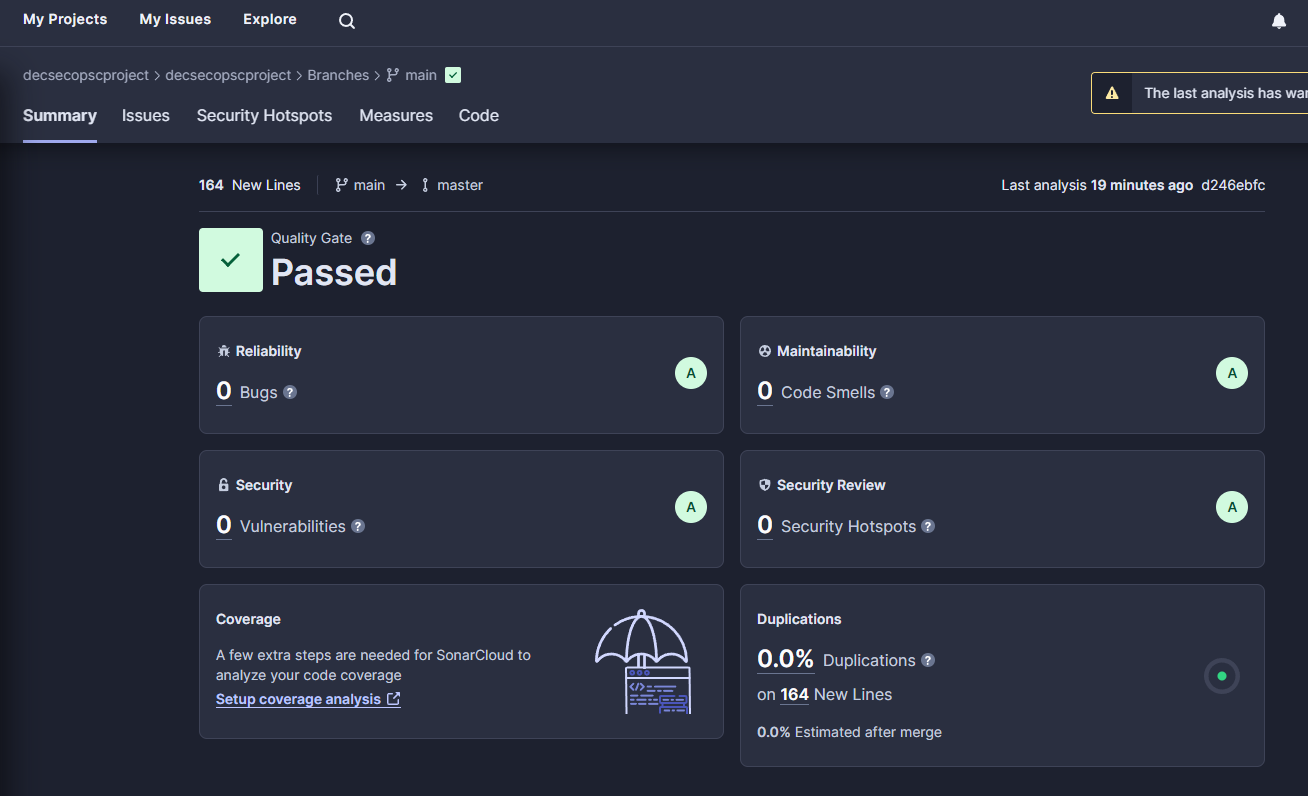 My Projects My Issues Explore
decsecopscproject > decsecopscproject > Branches > main
The last analysis has
Summary Issues Security Hotspots Measures Code
164 New Lines main → master Last analysis 19 minutes ago d246ebfc
Quality Gate ?
Passed
Reliability
A
0 Bugs ?
Maintainability
A
0 Code Smells ?
Security
A
0 Vulnerabilities ?
Security Review
A
0 Security Hotspots ?
Coverage
A few extra steps are needed for SonarCloud to
analyze your code coverage
Setup coverage analysis
Duplications
0.0% Duplications ?
on 164 New Lines
0.0% Estimated after merge